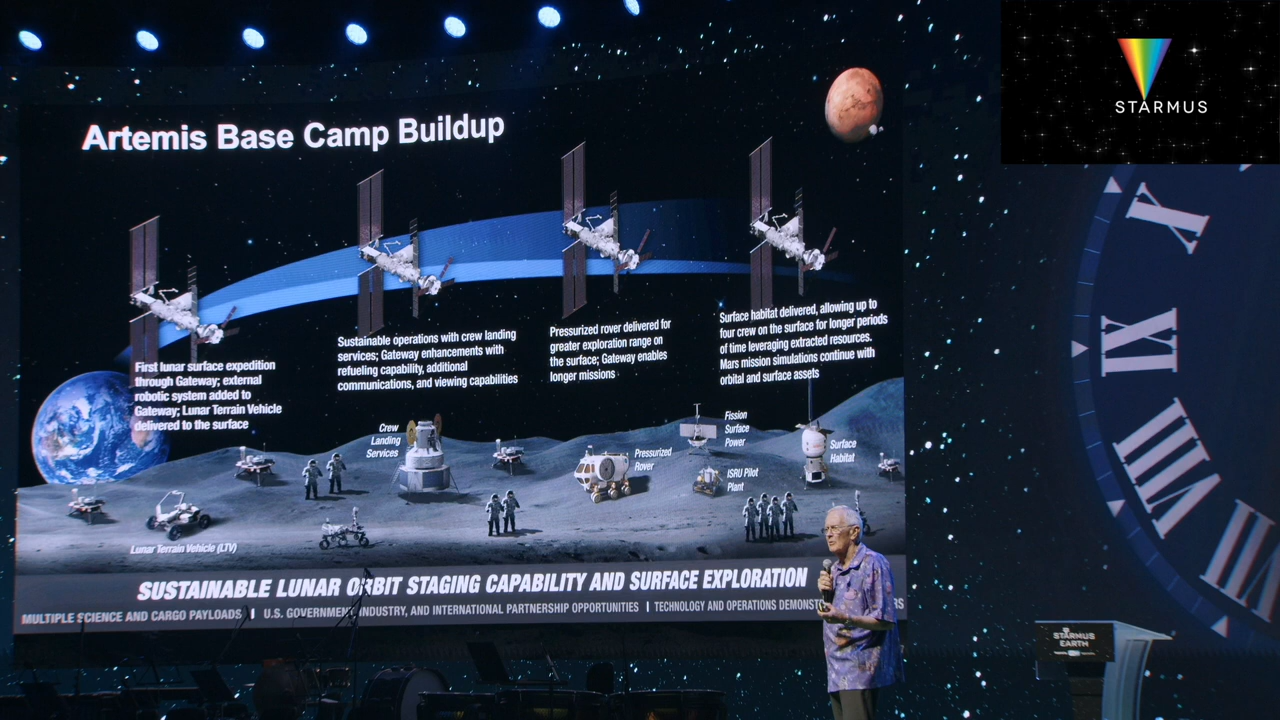 STARMUS
Artemis Base Camp Buildup
First lunar surface expedition
through Gateway; external
robotic system added to
Gateway; Lunar Terrain Vehicle
delivered to the surface
Sustainable operations with crew landing
services; Gateway enhancements with
refueling capability, additional
communications, and viewing capabilities
Pressurized rover delivered for
greater exploration range on
the surface; Gateway enables
longer missions
Surface habitat delivered, allowing up to
four crew on the surface for longer periods
of time leveraging extracted resources.
Mars mission simulations continue with
orbital and surface assets
Crew
Landing
Services
Pressurized
Rover
Fission
Surface
Power
ISRU Pilot
Plant
Surface
Habitat
Lunar Terrain Vehicle (LTV)
SUSTAINABLE LUNAR ORBIT STAGING CAPABILITY AND SURFACE EXPLORATION
MULTIPLE SCIENCE AND CARGO PAYLOADS | U.S. GOVERNMENT, INDUSTRY, AND INTERNATIONAL PARTNERSHIP OPPORTUNITIES | TECHNOLOGY AND OPERATIONS
STARMUS
EARTH